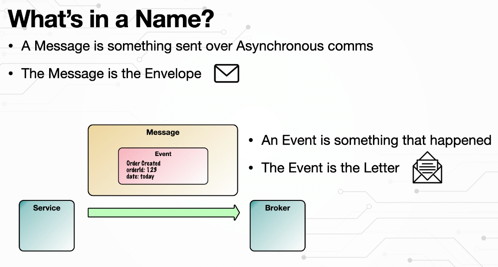 What's in a Name?
• A Message is something sent over Asynchronous comms
• The Message is the Envelope
Message
Event
Order Created
orderId: 123
date: today
• An Event is something that happened
• The Event is the Letter
Service
Broker